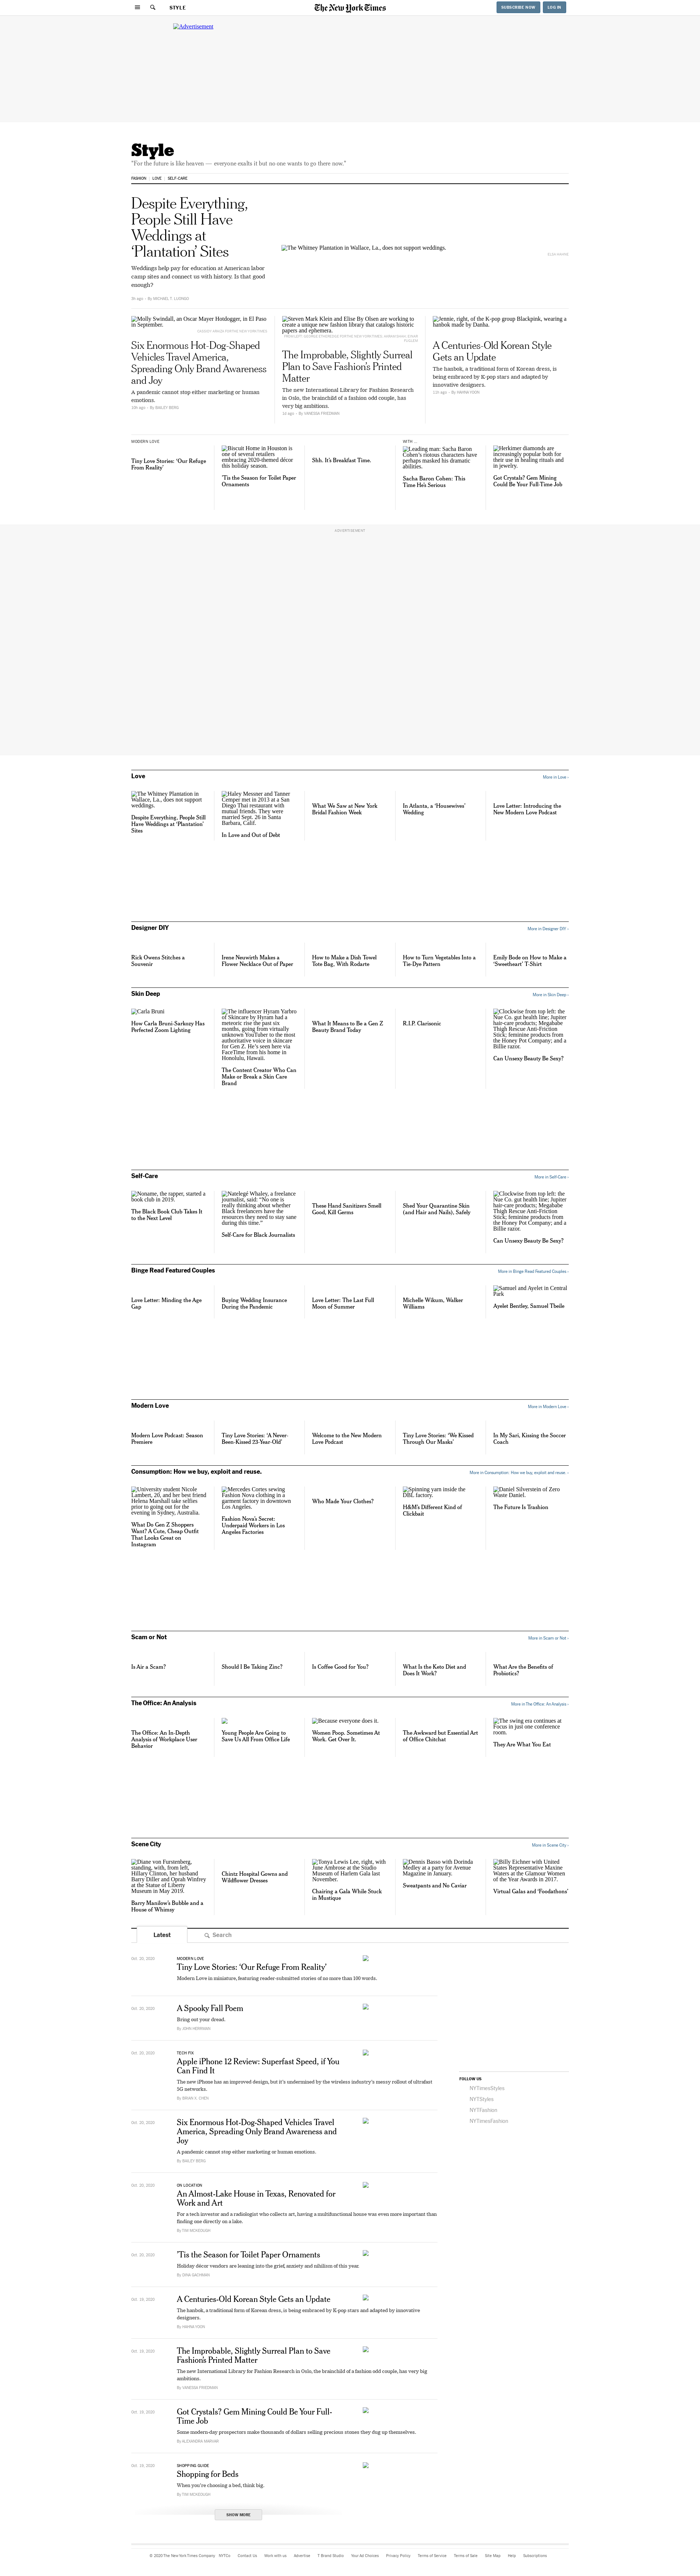 STYLE
The New York Times
SUBSCRIBE NOW
LOG IN
Advertisement
Style
"For the future is like heaven — everyone exalts it but no one wants to go there now."
FASHION
LOVE
SELF-CARE
Despite Everything,
People Still Have
Weddings at
‘Plantation’ Sites
Weddings help pay for education at American labor
camp sites and connect us with history. Is that good
enough?
By MICHAEL T. LUONGO
The Whitney Plantation in Wallace, La., does not support weddings.
Molly Swindall, an Oscar Mayer Hotdogger, in El Paso
in September.
Six Enormous Hot-Dog-Shaped
Vehicles Travel America,
Spreading Only Brand Awareness
and Joy
A pandemic cannot stop either marketing or human
emotions.
By BAILEY BERG
Steven Mark Klein and Elise By Olsen are working to
create a unique new fashion library that catalogs historic
papers and ephemera.
The Improbable, Slightly Surreal
Plan to Save Fashion’s Printed
Matter
The new International Library for Fashion Research
in Oslo, the brainchild of a fashion odd couple, has
very big ambitions.
By VANESSA FRIEDMAN
Jennie, right, of the K-pop group Blackpink, wearing a
hanbok made by Danha.
A Centuries-Old Korean Style
Gets an Update
The hanbok, a traditional form of Korean dress, is
being embraced by K-pop stars and adapted by
innovative designers.
By HAHNA YOON
MODERN LOVE
Tiny Love Stories: ‘Our Refuge
From Reality’
Biscuit Home in Houston is
one of several retailers
embracing 2020-themed décor
this holiday season.
’Tis the Season for Toilet Paper
Ornaments
Shh. It’s Breakfast Time.
WITH ...
Leading man: Sacha Baron
Cohen’s riotous characters have
perhaps masked his dramatic
abilities.
Sacha Baron Cohen: This
Time He’s Serious
Herkimer diamonds are
increasingly popular both for
their use in healing rituals and
in jewelry.
Got Crystals? Gem Mining
Could Be Your Full-Time Job
ADVERTISEMENT
Love
More in Love ›
The Whitney Plantation in
Wallace, La., does not support
weddings.
Despite Everything, People Still
Have Weddings at ‘Plantation’
Sites
Haley Messner and Tanner
Cemper met in 2013 at a San
Diego Thai restaurant with
mutual friends. They were
married Sept. 26 in Santa
Barbara, Calif.
In Love and Out of Debt
What We Saw at New York
Bridal Fashion Week
In Atlanta, a ‘Housewives’
Wedding
Love Letter: Introducing the
New Modern Love Podcast
Designer DIY
More in Designer DIY ›
Rick Owens Stitches a
Souvenir
Irene Neuwirth Makes a
Flower Necklace Out of Paper
How to Make a Dish Towel
Tote Bag, With Rodarte
How to Turn Vegetables Into a
Tie-Dye Pattern
Emily Bode on How to Make a
‘Sweetheart’ T-Shirt
Skin Deep
More in Skin Deep ›
Carla Bruni
How Carla Bruni-Sarkozy Has
Perfected Zoom Lighting
The influencer Hyram Yarbro
of Skincare by Hyram had a
meteoric rise the past six
months, going from virtually
unknown YouTuber to the most
authoritative voice in skincare
for Gen Z. He’s seen here via
FaceTime from his home in
Honolulu, Hawaii.
The Content Creator Who Can
Make or Break a Skin Care
Brand
What It Means to Be a Gen Z
Beauty Brand Today
R.I.P. Clarisonic
Clockwise from top left: the
Nue Co. gut health line; Jupiter
hair-care products; Megababe
Thigh Rescue Anti-Friction
Stick; feminine products from
the Honey Pot Company; and a
Billie razor.
Can Unsexy Beauty Be Sexy?
Self-Care
More in Self-Care ›
Noname, the rapper, started a
book club in 2019.
The Black Book Club Takes It
to the Next Level
Natelegé Whaley, a freelance
journalist, said: “No one is
really thinking about whether
Black freelancers have the
resources they need to stay sane
during this time.”
Self-Care for Black Journalists
These Hand Sanitizers Smell
Good, Kill Germs
Shed Your Quarantine Skin
(and Hair and Nails), Safely
Clockwise from top left: the
Nue Co. gut health line; Jupiter
hair-care products; Megababe
Thigh Rescue Anti-Friction
Stick; feminine products from
the Honey Pot Company; and a
Billie razor.
Can Unsexy Beauty Be Sexy?
Binge Read Featured Couples
More in Binge Read Featured Couples ›
Love Letter: Minding the Age
Gap
Buying Wedding Insurance
During the Pandemic
Love Letter: The Last Full
Moon of Summer
Michelle Wikum, Walker
Williams
Samuel and Ayelet in Central
Park
Ayelet Bentley, Samuel Theile
Modern Love
More in Modern Love ›
Modern Love Podcast: Season
Premiere
Tiny Love Stories: ‘A Never-
Been-Kissed 23-Year-Old’
Welcome to the New Modern
Love Podcast
Tiny Love Stories: ‘We Kissed
Through Our Masks’
In My Sari, Kissing the Soccer
Coach
Consumption: How we buy, exploit and reuse.
More in Consumption: How we buy, exploit and reuse. ›
University student Nicole
Lambert, 20, and her best friend
Helena Marshall take selfies
prior to going out for the
evening in Sydney, Australia.
What Do Gen Z Shoppers
Want? A Cute, Cheap Outfit
That Looks Great on
Instagram
Mercedes Cortes sewing
Fashion Nova clothing in a
garment factory in downtown
Los Angeles.
Fashion Nova’s Secret:
Underpaid Workers in Los
Angeles Factories
Who Made Your Clothes?
Spinning yarn inside the
DBL factory.
H&M’s Different Kind of
Clickbait
Daniel Silverstein of Zero
Waste Daniel.
The Future Is Trashion
Scam or Not
More in Scam or Not ›
Is Air a Scam?
Should I Be Taking Zinc?
Is Coffee Good for You?
What Is the Keto Diet and
Does It Work?
What Are the Benefits of
Probiotics?
The Office: An Analysis
More in The Office: An Analysis ›
The Office: An In-Depth
Analysis of Workplace User
Behavior
Young People Are Going to
Save Us All From Office Life
Because everyone does it.
Women Poop. Sometimes At
Work. Get Over It.
The Awkward but Essential Art
of Office Chitchat
The swing era continues at
Focus in just one conference
room.
They Are What You Eat
Scene City
More in Scene City ›
Diane von Furstenberg,
standing, with, from left,
Hillary Clinton, her husband
Barry Diller and Oprah Winfrey
at the Statue of Liberty
Museum in May 2019.
Barry Manilow’s Bubble and a
House of Whimsy
Chintz Hospital Gowns and
Wildflower Dresses
Tonya Lewis Lee, right, with
June Ambrose at the Studio
Museum of Harlem Gala last
November.
Chairing a Gala While Stuck
in Mustique
Dennis Basso with Dorinda
Medley at a party for Avenue
Magazine in January.
Sweatpants and No Caviar
Billy Eichner with United
States Representative Maxine
Waters at the Glamour Women
of the Year Awards in 2017.
Virtual Galas and ‘Foodathons’
Latest
Search
Oct. 20, 2020
MODERN LOVE
Tiny Love Stories: ‘Our Refuge From Reality’
Modern Love in miniature, featuring reader-submitted stories of no more than 100 words.
Oct. 20, 2020
A Spooky Fall Poem
Bring out your dread.
By JOHN HERRMAN
Oct. 20, 2020
TECH FIX
Apple iPhone 12 Review: Superfast Speed, if You
Can Find It
The new iPhone has an improved design, but it’s underwhelmed by the wireless industry’s messy rollout of ultrafast
5G networks.
By BRIAN X. CHEN
Oct. 20, 2020
Six Enormous Hot-Dog-Shaped Vehicles Travel
America, Spreading Only Brand Awareness and
Joy
A pandemic cannot stop either marketing or human emotions.
By BAILEY BERG
Oct. 20, 2020
ON LOCATION
An Almost-Lake House in Texas, Renovated for
Work and Art
For a tech investor and a radiologist who collects art, having a multifunctional house was even more important than
finding one directly on a lake.
By TIM MCKEOUGH
Oct. 20, 2020
’Tis the Season for Toilet Paper Ornaments
Holiday décor vendors are leaning into the grief, anxiety and nihilism of this year.
By DINA GACHMAN
Oct. 19, 2020
A Centuries-Old Korean Style Gets an Update
The hanbok, a traditional form of Korean dress, is being embraced by K-pop stars and adapted by innovative
designers.
By HAHNA YOON
Oct. 19, 2020
The Improbable, Slightly Surreal Plan to Save
Fashion’s Printed Matter
The new International Library for Fashion Research in Oslo, the brainchild of a fashion odd couple, has very big
ambitions.
By VANESSA FRIEDMAN
Oct. 19, 2020
Got Crystals? Gem Mining Could Be Your Full-
Time Job
Some modern-day prospectors make thousands of dollars selling precious stones they dug up themselves.
By ALEXANDRA MARVAR
Oct. 19, 2020
SHOPPING GUIDE
Shopping for Beds
When you’re choosing a bed, think big.
By TIM MCKEOUGH
SHOW MORE
FOLLOW US
NYTimesStyles
NYTStyles
NYTFashion
NYTimesFashion
© 2020 The New York Times Company
NYTCo
Contact Us
Work with us
Advertise
T Brand Studio
Your Ad Choices
Privacy Policy
Terms of Service
Terms of Sale
Site Map
Help
Subscriptions